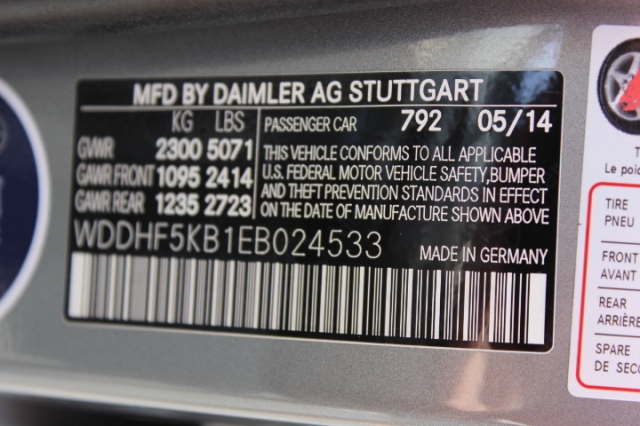 MFD BY DAIMLER AG STUTTGART
KG LBS
GVWR 2300 5071
GAWR FRONT 1095 2414
GAWR REAR 1235 2723
PASSENGER CAR 792 05/14
THIS VEHICLE CONFORMS TO ALL APPLICABLE
U.S. FEDERAL MOTOR VEHICLE SAFETY,BUMPER
AND THEFT PREVENTION STANDARDS IN EFFECT
ON THE DATE OF MANUFACTURE SHOWN ABOVE
WDDHF5KB1EB024533
MADE IN GERMANY
Le poi
TIRE
PNEU
FRONT
AVANT
REAR
ARRIÈRE
SPARE
DE SECO